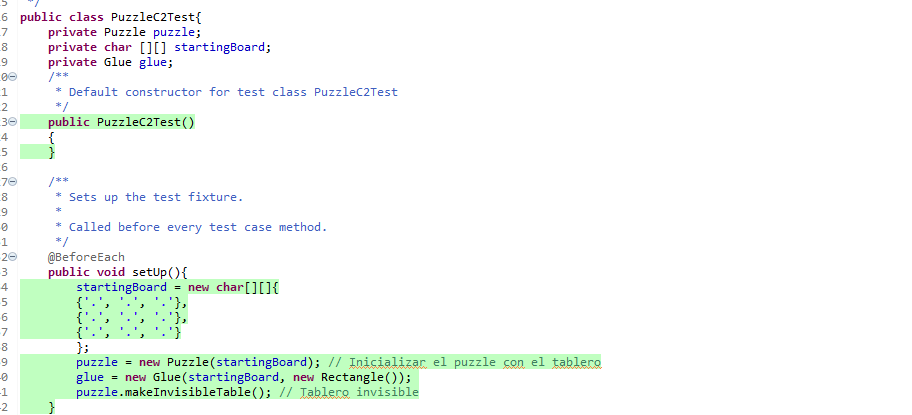 5 */
6 public class PuzzleC2Test{
7 private Puzzle puzzle;
8 private char [][] startingBoard;
9 private Glue glue;
0 /**
1 * Default constructor for test class PuzzleC2Test
2 */
3 public PuzzleC2Test()
4 {
5 }
6
7 /**
8 * Sets up the test fixture.
9 *
0 * Called before every test case method.
1 */
2 @BeforeEach
3 public void setUp(){
4 startingBoard = new char[][]{
5 {'.', '.', '.'},
6 {'.', '.', '.'},
7 {'.', '.', '.'}
8 };
9 puzzle = new Puzzle(startingBoard); // Inicializar el puzzle con el tablero
0 glue = new Glue(startingBoard, new Rectangle());
1 puzzle.makeInvisibleTable(); // Tablero invisible
2 }